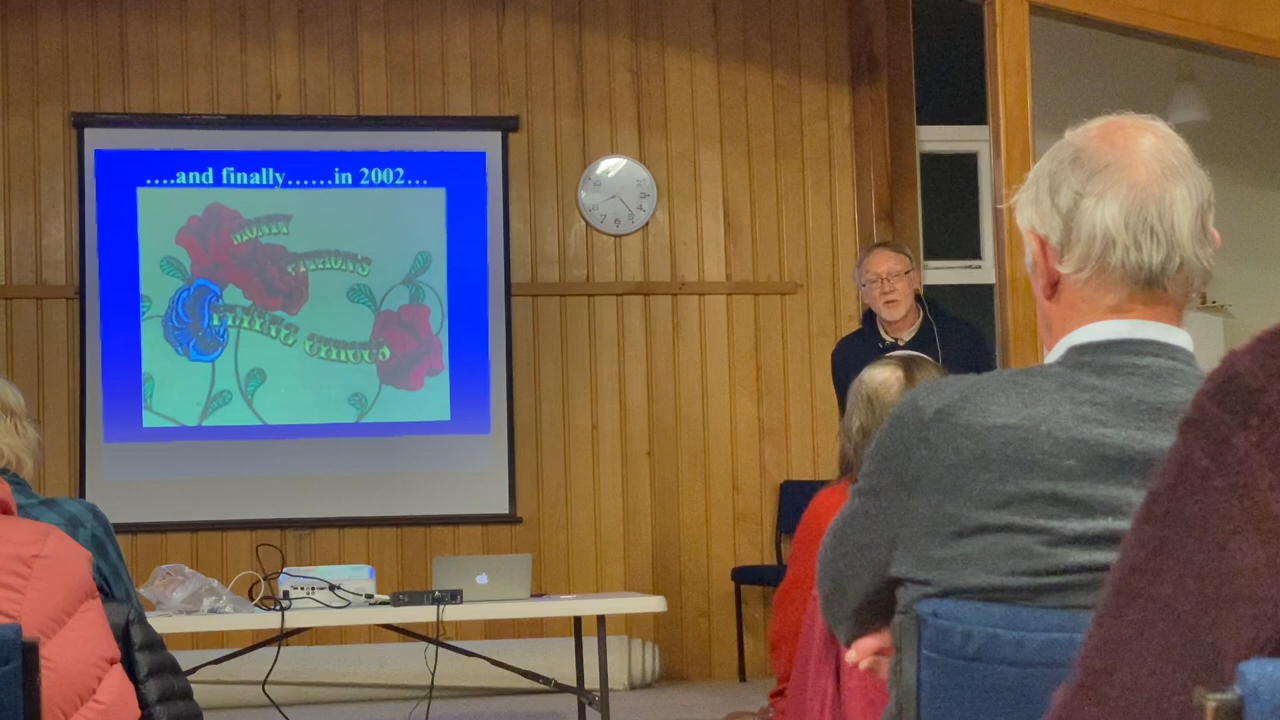 ….and finally……in 2002…
MONTY
PYTHON'S
FLYING CIRCUS